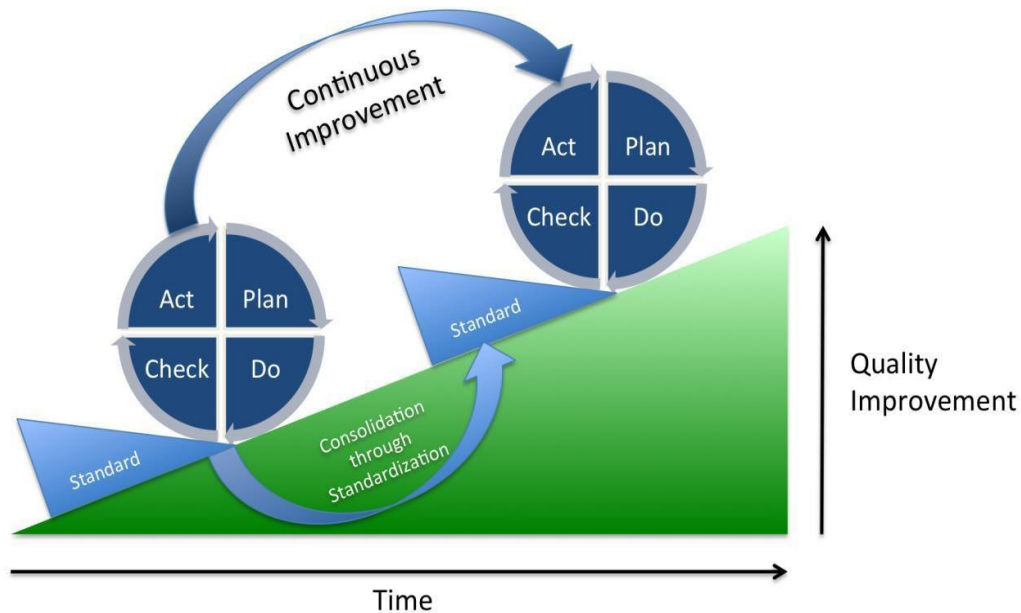 Continuous
Improvement
Act
Plan
Check
Do
Act
Plan
Check
Do
Standard
Standard
Consolidation
through
Standardization
Quality
Improvement
Time